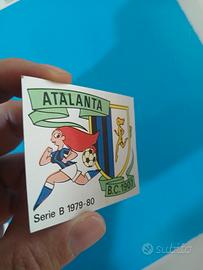 ATALANTA
B.C. 1907
Serie B 1979-80
subito